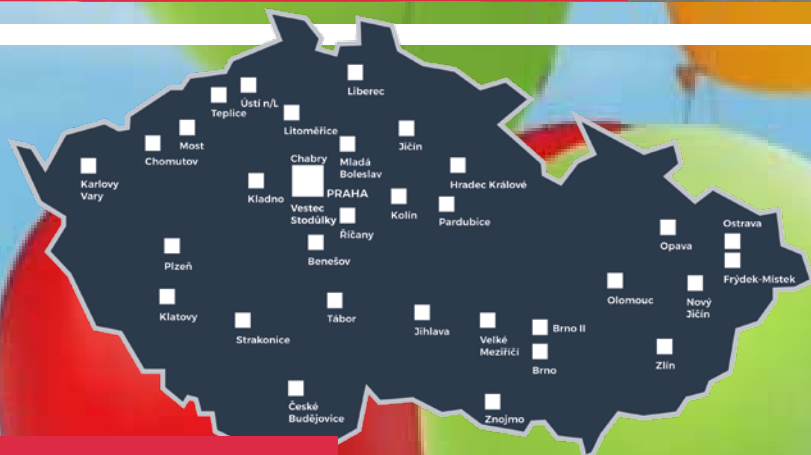 Liberec
Ústí n/L
Teplice
Litoměřice
Most
Jičín
Chomutov
Chabry
Mladá
Boleslav
Karlovy
Vary
Hradec Králové
Kladno
PRAHA
Vestec
Stodůlky
Kolín
Pardubice
Říčany
Ostrava
Opava
Benešov
Plzeň
Frýdek-Místek
Olomouc
Nový
Jičín
Klatovy
Tábor
Jihlava
Brno II
Strakonice
Velké
Meziříčí
Zlín
Brno
České
Budějovice
Znojmo